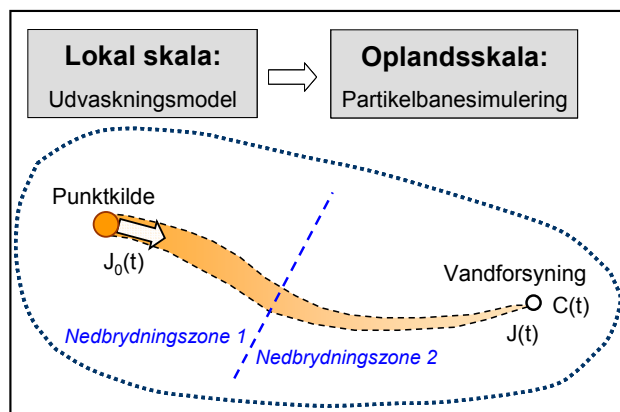 Lokal skala:
Udvaskningsmodel
Oplandsskala:
Partikelbanesimulering
Punktkilde
J₀(t)
Vandforsyning
C(t)
J(t)
Nedbrydningszone 1
Nedbrydningszone 2